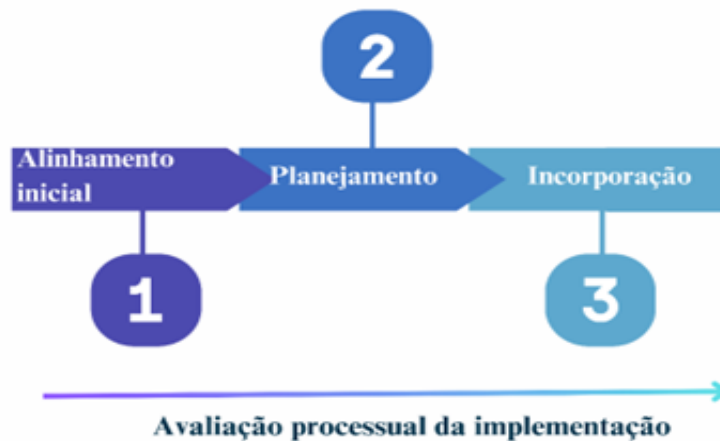 2
Alinhamento
inicial
Planejamento
Incorporação
1
3
Avaliação processual da implementação